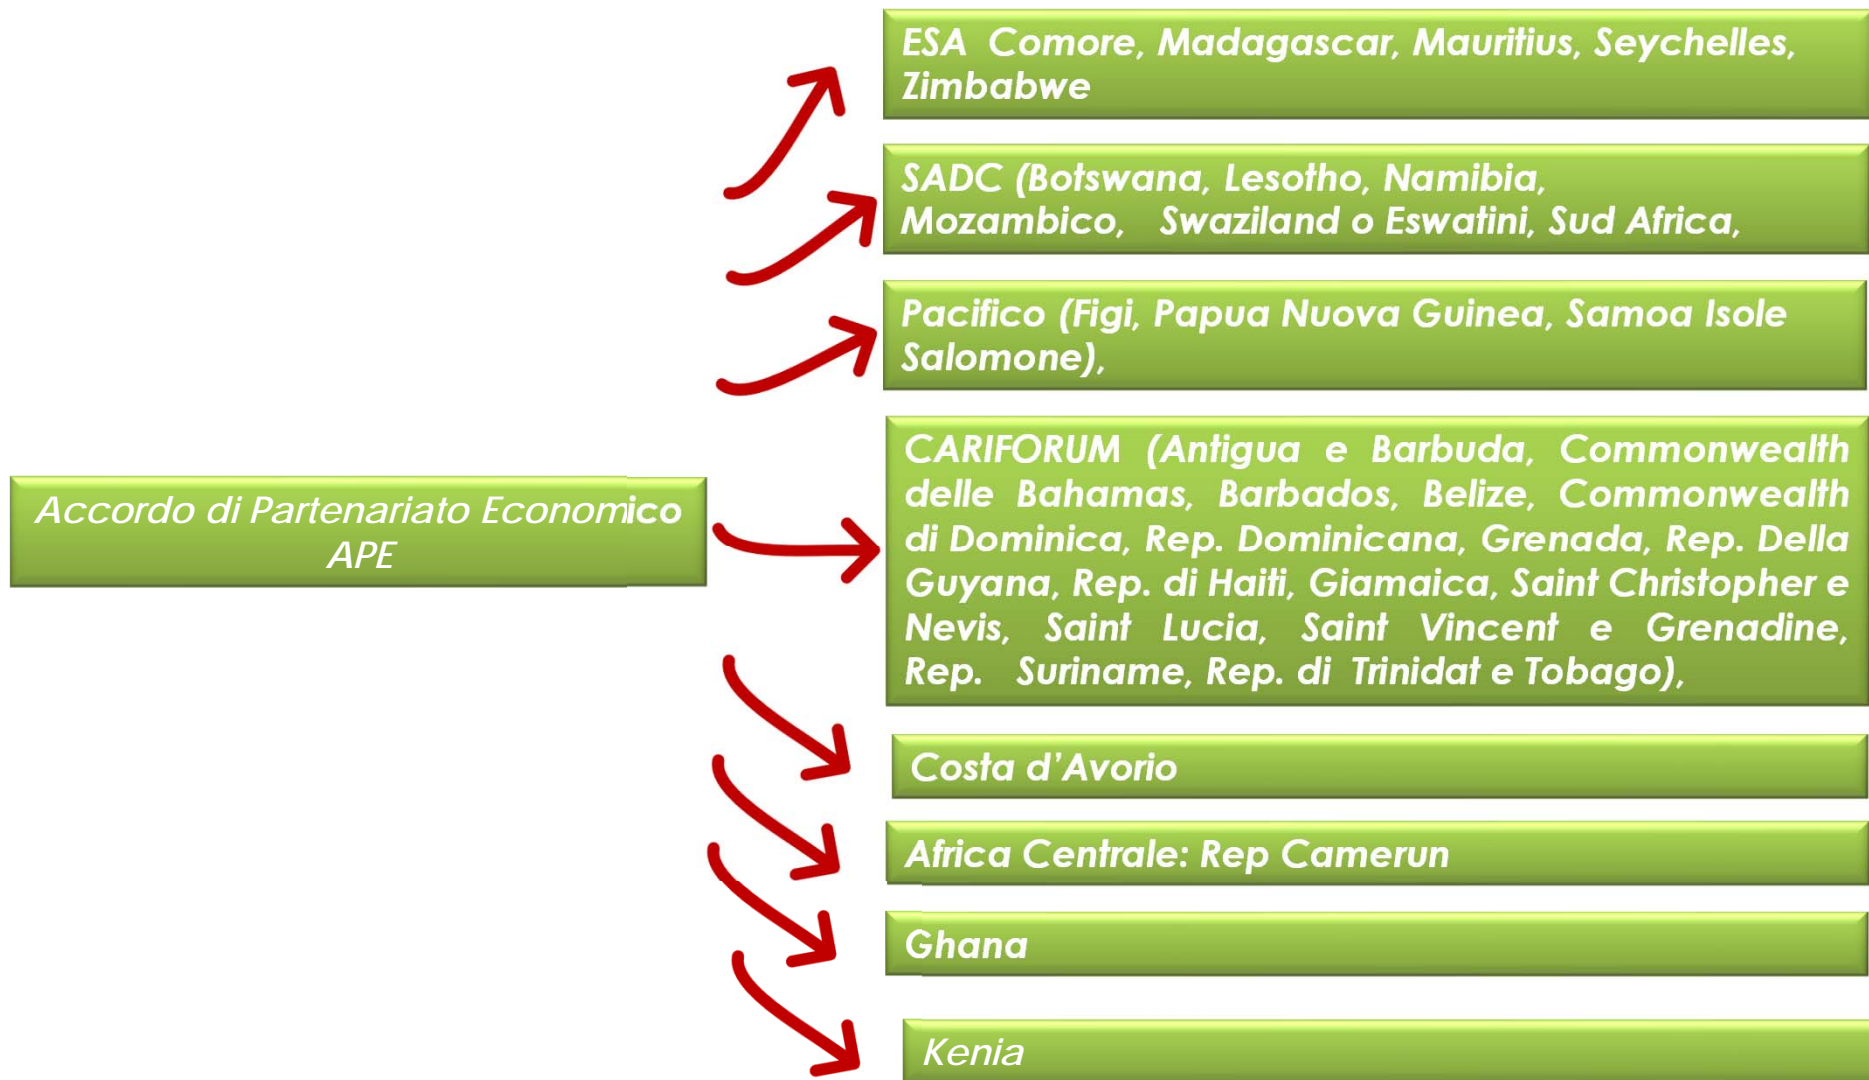 ESA Comore, Madagascar, Mauritius, Seychelles,
Zimbabwe
SADC (Botswana, Lesotho, Namibia,
Mozambico, Swaziland o Eswatini, Sud Africa,
Pacifico (Figi, Papua Nuova Guinea, Samoa Isole
Salomone),
Accordo di Partenariato Economico
APE
CARIFORUM (Antigua e Barbuda, Commonwealth
delle Bahamas, Barbados, Belize, Commonwealth
di Dominica, Rep. Dominicana, Grenada, Rep. Della
Guyana, Rep. di Haiti, Giamaica, Saint Christopher e
Nevis, Saint Lucia, Saint Vincent e Grenadine,
Rep. Suriname, Rep. di Trinidat e Tobago),
Costa d’Avorio
Africa Centrale: Rep Camerun
Ghana
Kenia